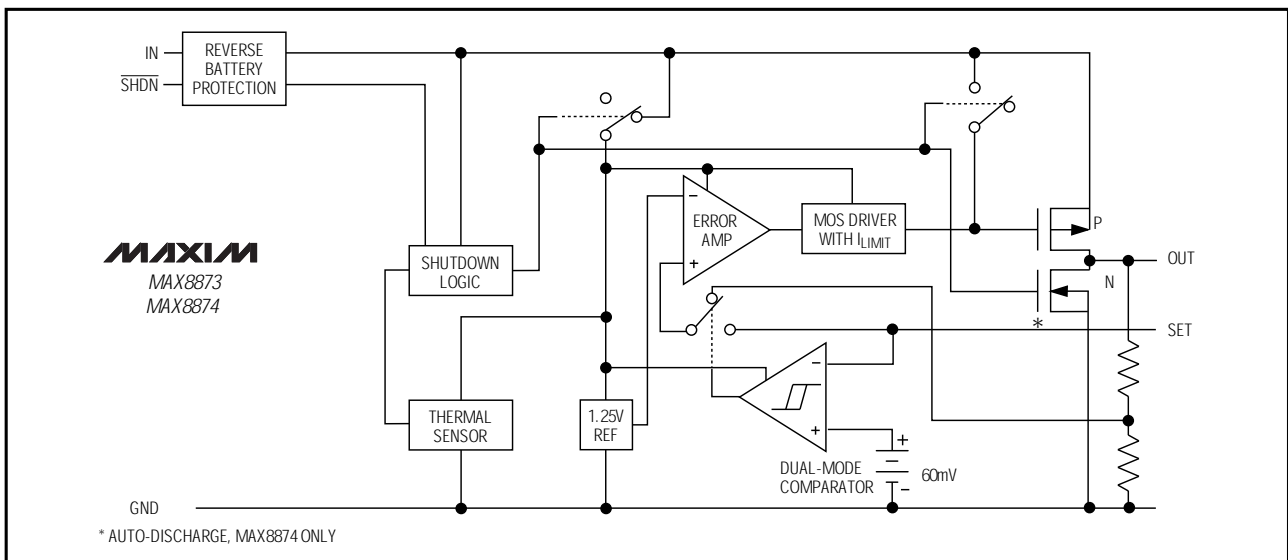 IN
SHDN
REVERSE
BATTERY
PROTECTION
MAXIM
MAX8873
MAX8874
SHUTDOWN
LOGIC
THERMAL
SENSOR
1.25V
REF
−
ERROR
AMP
+
MOS DRIVER
WITH ILIMIT
P
N
*
OUT
SET
−
+
DUAL-MODE
COMPARATOR
+
60mV
−
GND
* AUTO-DISCHARGE, MAX8874 ONLY